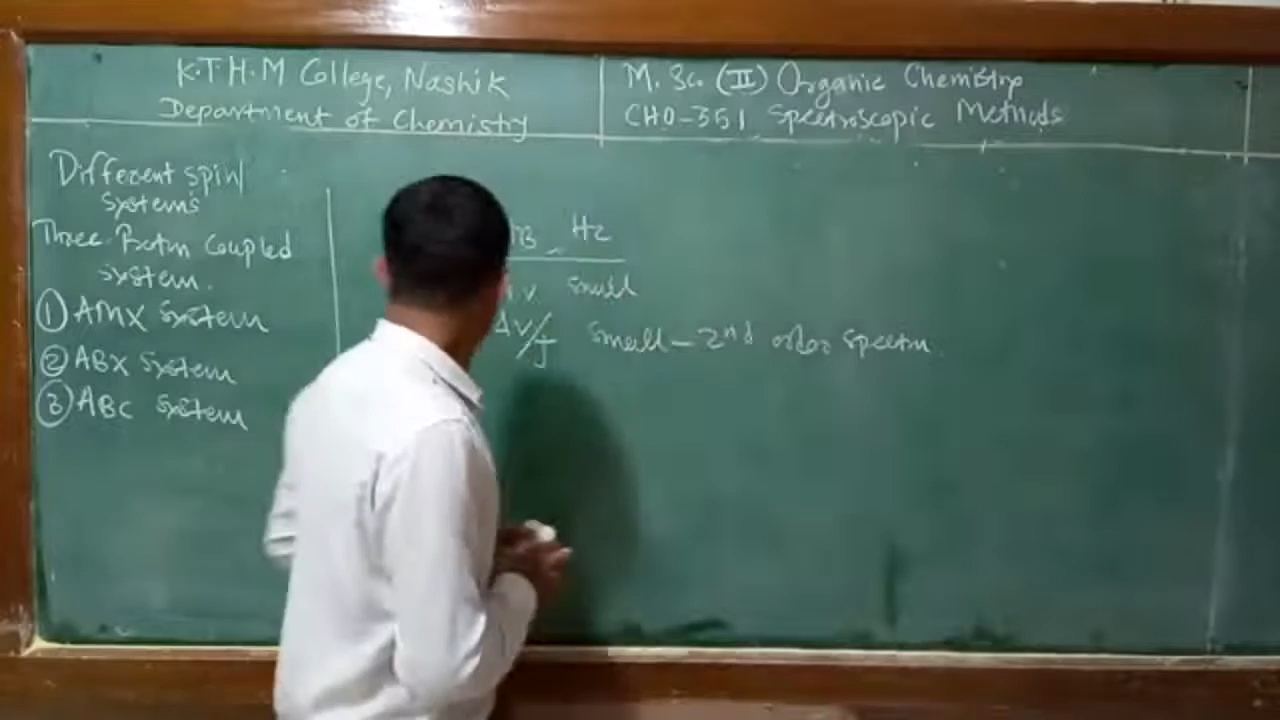 K.T.H.M College, Nashik
Department of Chemistry
M. Sc. (II) Organic Chemistry
CHO-351 Spectroscopic Methods
Different spin
systems
Three Proton Coupled
system.
① AMX System
② ABX System
③ ABC System
Hz
small
Δν/J small - 2nd order spectra.